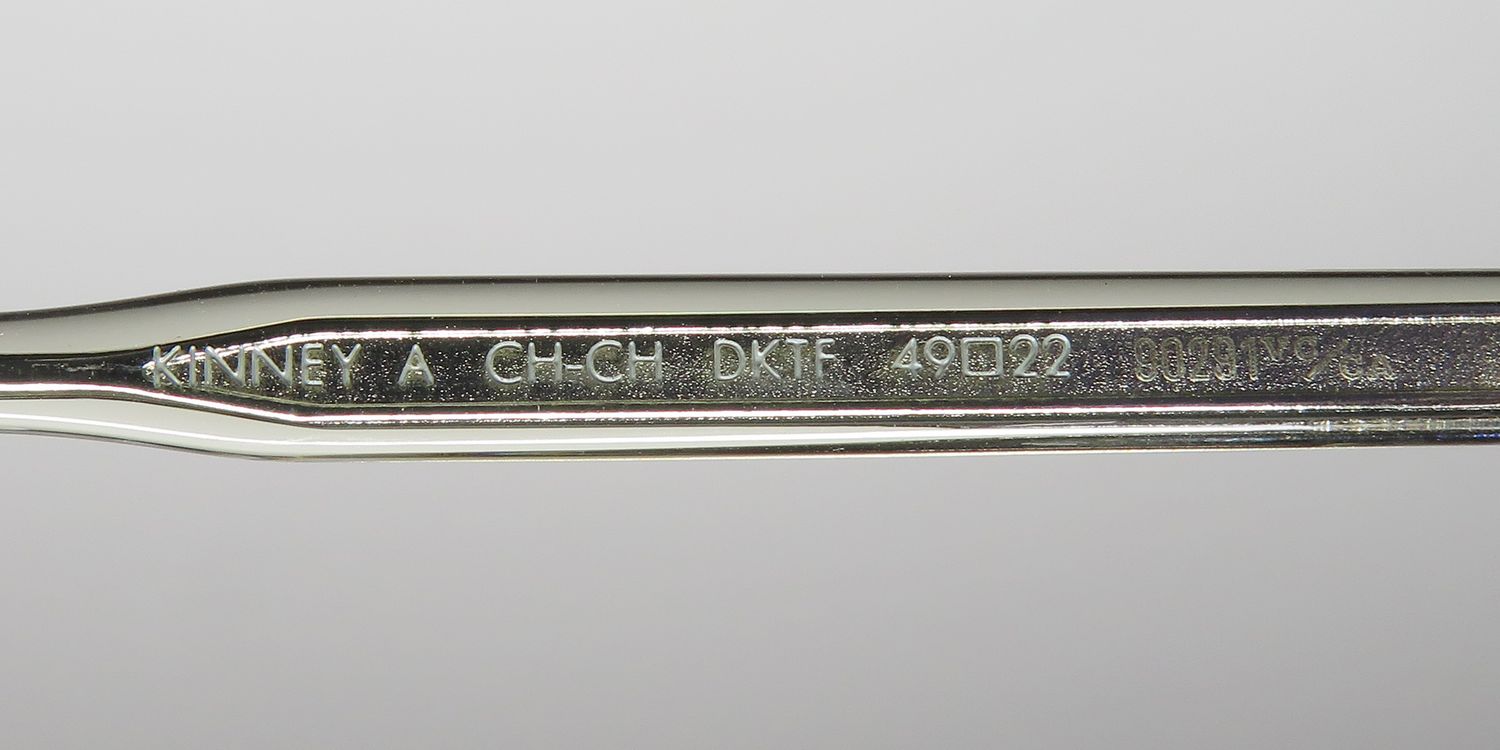 KINNEY A CH-CH DKTF 49□22